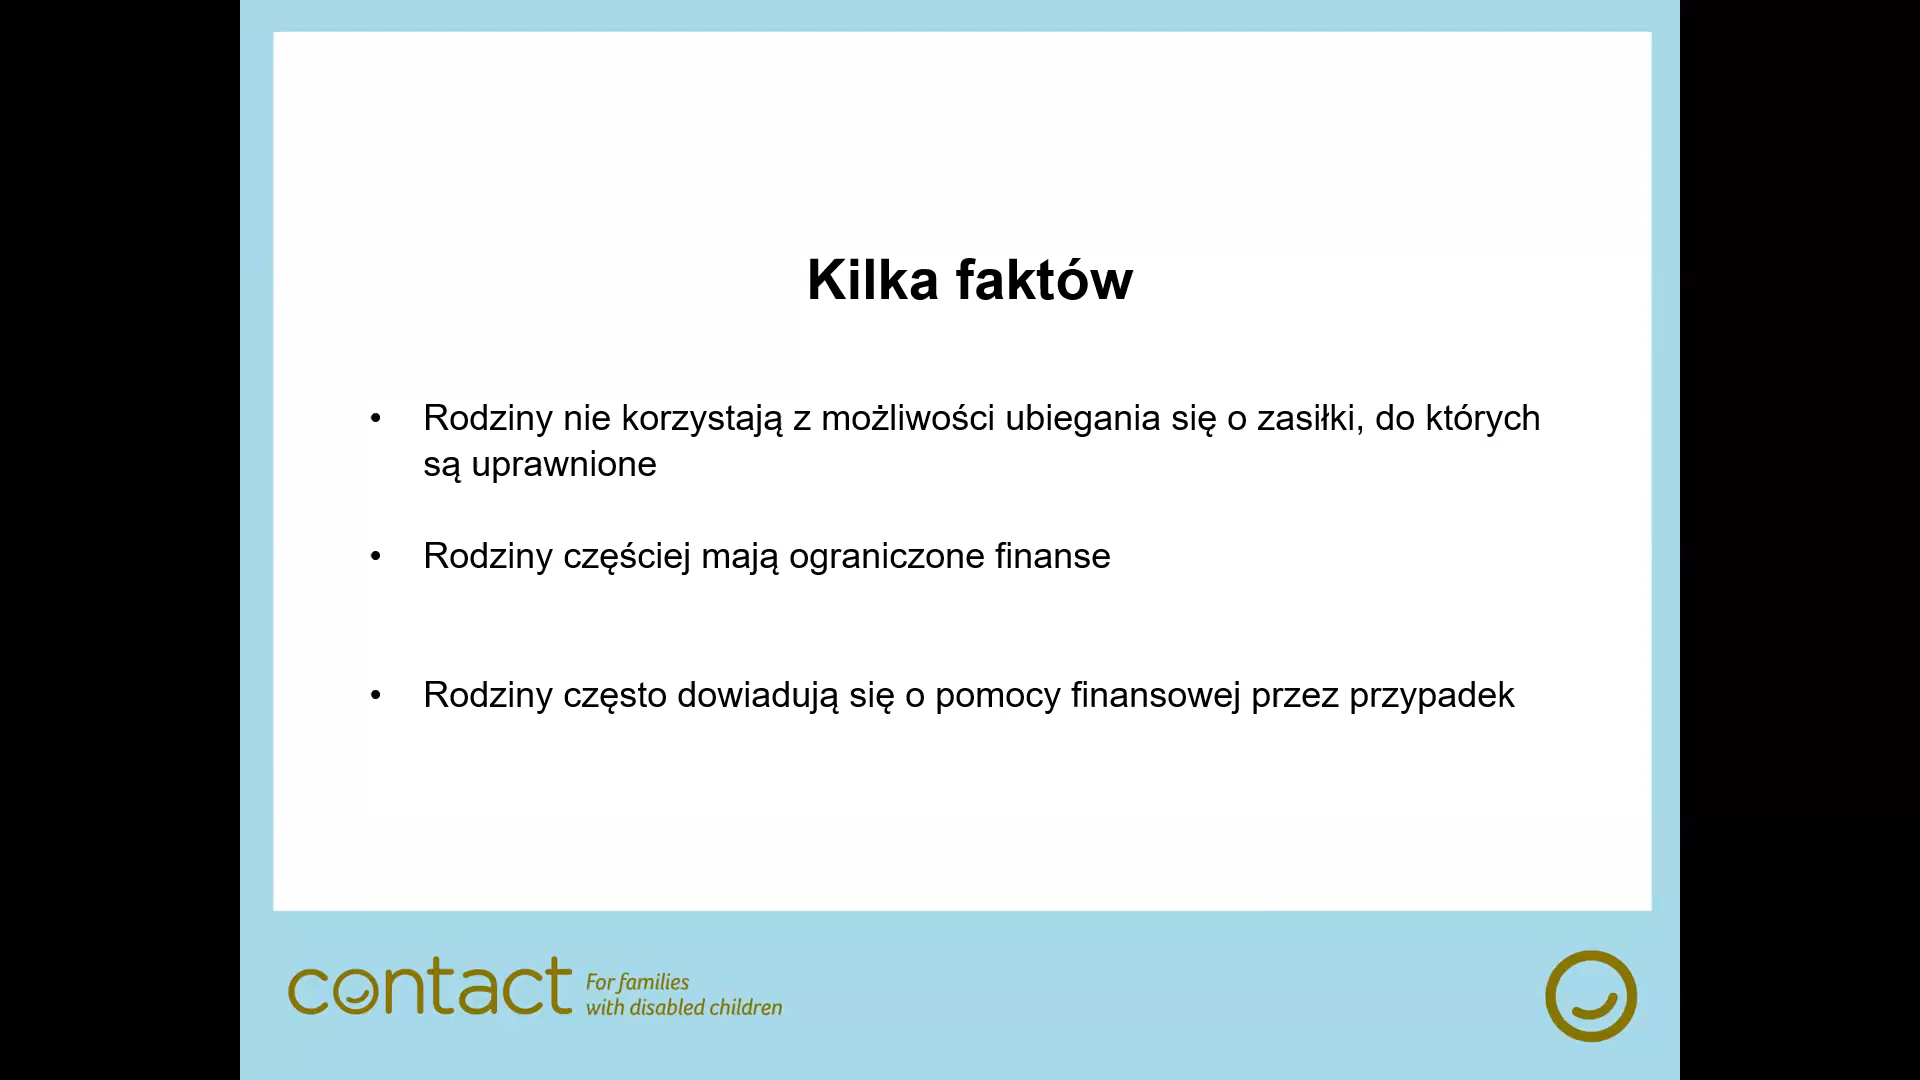 Kilka faktów
• Rodziny nie korzystają z możliwości ubiegania się o zasiłki, do których
są uprawnione
• Rodziny częściej mają ograniczone finanse
• Rodziny często dowiadują się o pomocy finansowej przez przypadek
contact
For families
with disabled children